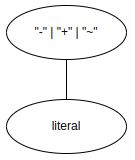 "-" | "+" | "~"
literal